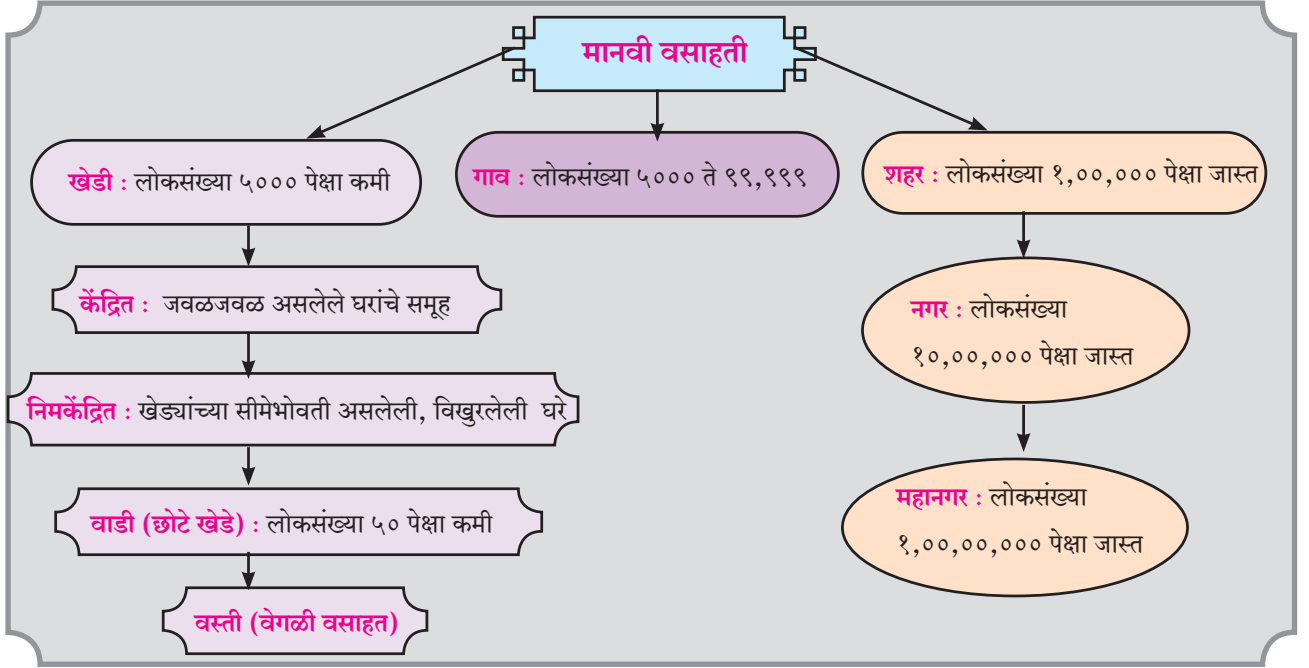 मानवी वसाहती
खेडी : लोकसंख्या ५००० पेक्षा कमी
गाव : लोकसंख्या ५००० ते ९९,९९९
शहर : लोकसंख्या १,००,००० पेक्षा जास्त
केंद्रित : जवळजवळ असलेले घरांचे समूह
निमकेंद्रित : खेड्यांच्या सीमेभोवती असलेली, विखुरलेली घरे
वाडी (छोटे खेडे) : लोकसंख्या ५० पेक्षा कमी
वस्ती (वेगळी वसाहत)
नगर : लोकसंख्या
१०,००,००० पेक्षा जास्त
महानगर : लोकसंख्या
१,००,००,००० पेक्षा जास्त